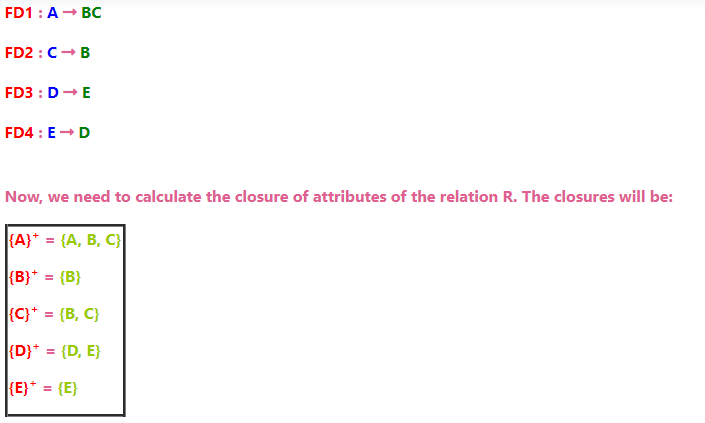 FD1 : A → BC
FD2 : C → B
FD3 : D → E
FD4 : E → D
Now, we need to calculate the closure of attributes of the relation R. The closures will be:
{A}⁺ = {A, B, C}
{B}⁺ = {B}
{C}⁺ = {B, C}
{D}⁺ = {D, E}
{E}⁺ = {E}